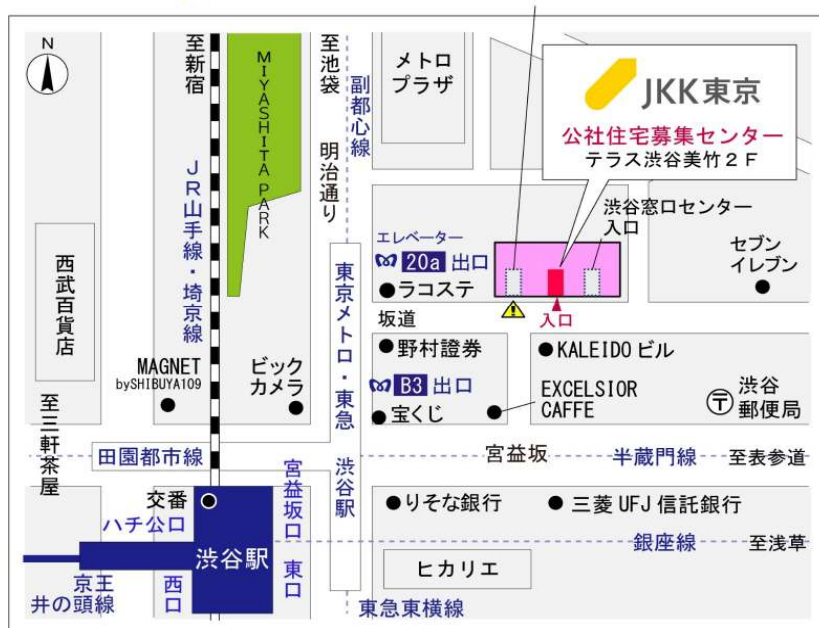 N
至新宿
MIYASHITA PARK
至池袋
明治通り
副都心線
メトロ
プラザ
JKK東京
公社住宅募集センター
テラス渋谷美竹2F
JR山手線・埼京線
西武百貨店
エレベーター
20a 出口
ラコステ
渋谷窓口センター
入口
セブン
イレブン
入口
坂道
東京メトロ・東急 渋谷駅
MAGNET
bySHIBUYA109
ビック
カメラ
野村證券
KALEIDO ビル
B3 出口
宝くじ
EXCELSIOR
CAFFE
〒
渋谷
郵便局
至三軒茶屋
田園都市線
宮益坂
半蔵門線
至表参道
交番
ハチ公口
宮益坂口
りそな銀行
三菱UFJ信託銀行
渋谷駅
銀座線
至浅草
京王
井の頭線
西口
東口
ヒカリエ
東急東横線